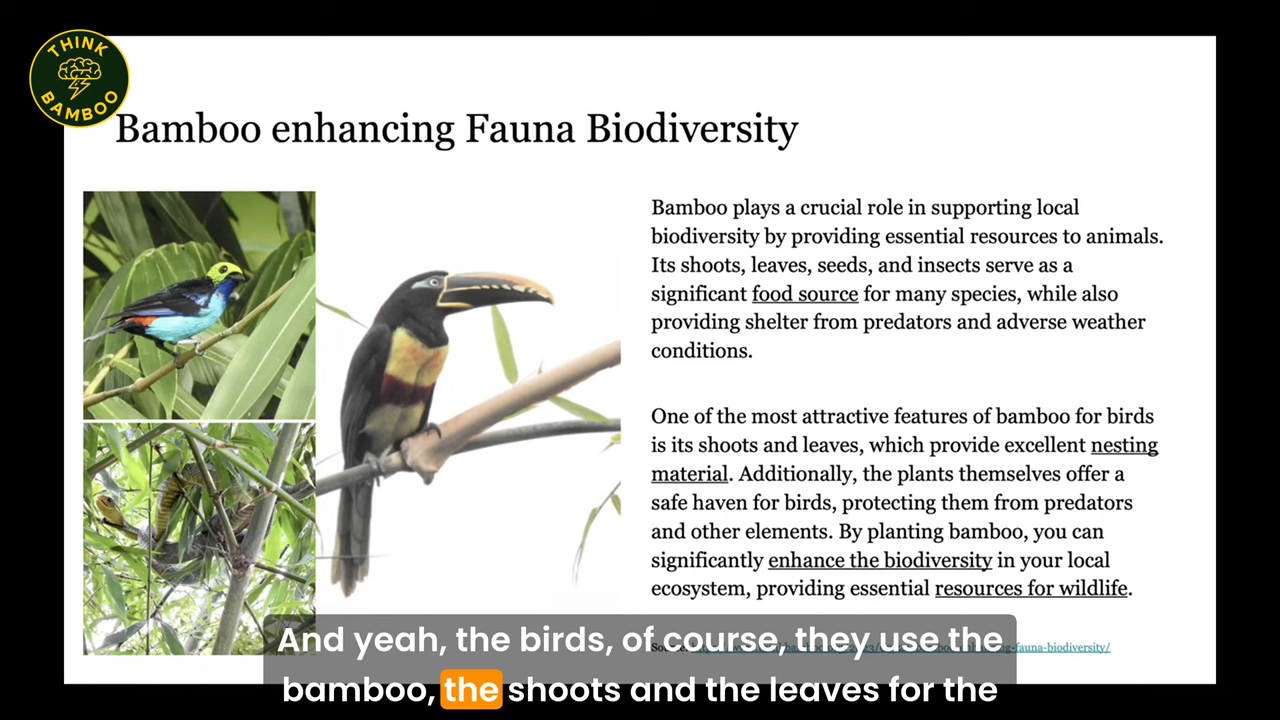 THINK
BAMBOO
Bamboo enhancing Fauna Biodiversity
Bamboo plays a crucial role in supporting local
biodiversity by providing essential resources to animals.
Its shoots, leaves, seeds, and insects serve as a
significant food source for many species, while also
providing shelter from predators and adverse weather
conditions.
One of the most attractive features of bamboo for birds
is its shoots and leaves, which provide excellent nesting
material. Additionally, the plants themselves offer a
safe haven for birds, protecting them from predators
and other elements. By planting bamboo, you can
significantly enhance the biodiversity in your local
ecosystem, providing essential resources for wildlife.
And yeah, the birds, of course, they use the
bamboo, the shoots and the leaves for the